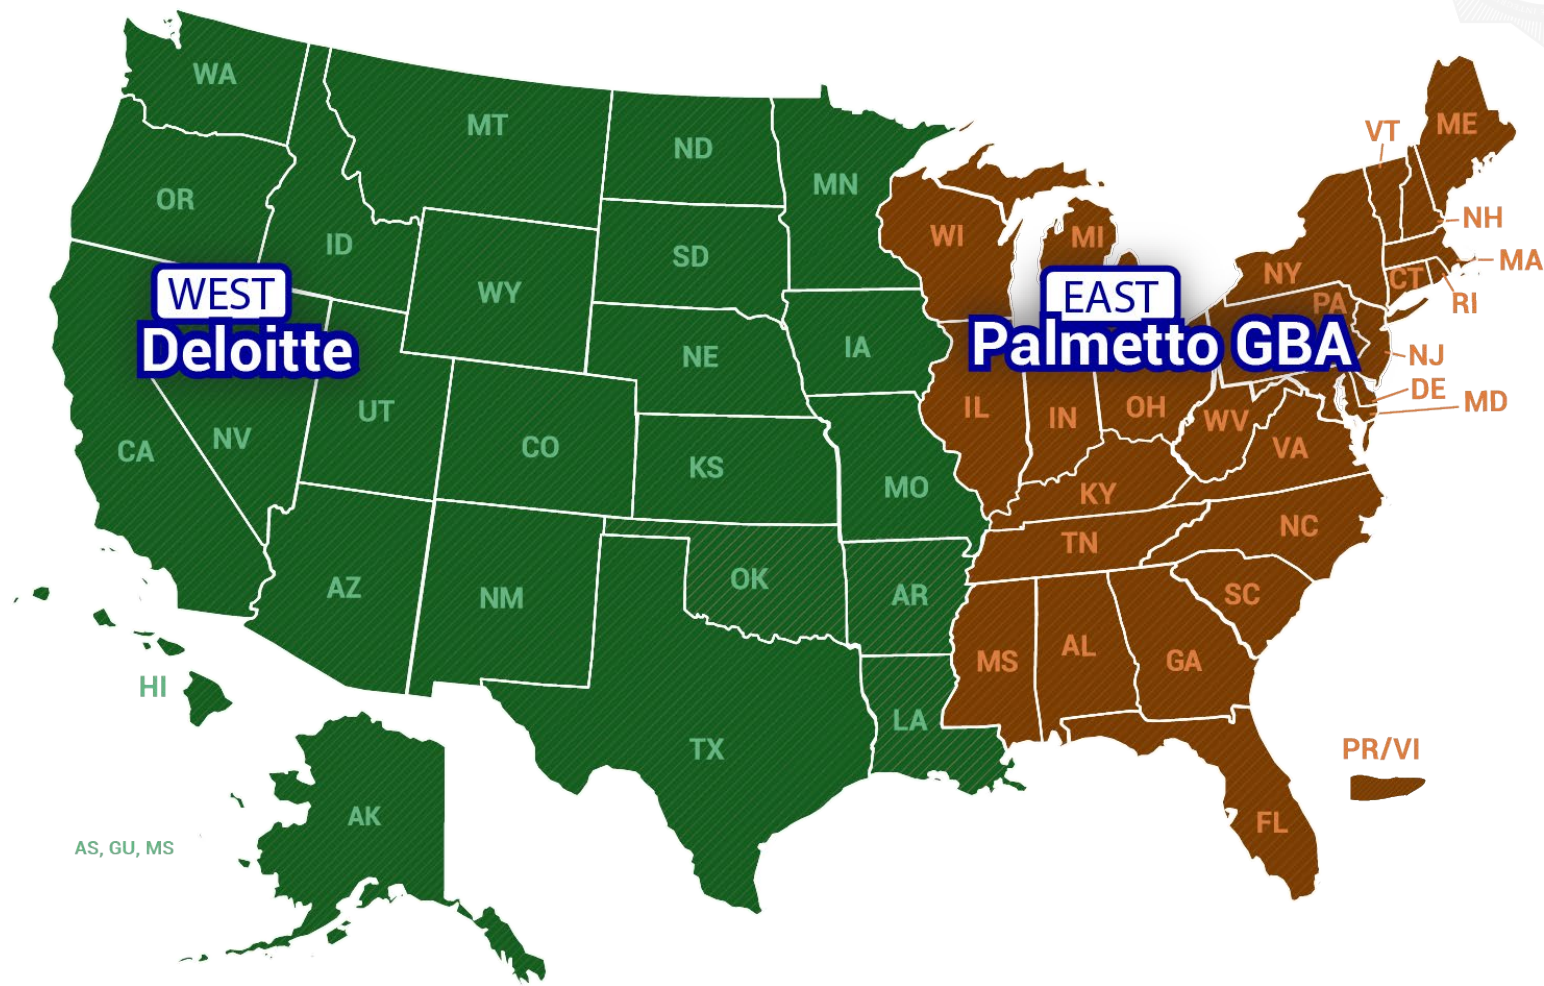 WA
MT
ND
MN
OR
ID
SD
WY
WEST
Deloitte
NE
IA
UT
NV
CA
CO
KS
MO
AZ
NM
OK
AR
LA
TX
HI
AK
AS, GU, MS
VT
ME
NH
MA
WI
MI
NY
CT
RI
PA
EAST
Palmetto GBA
NJ
DE
MD
IL
IN
OH
WV
VA
KY
NC
TN
SC
MS
AL
GA
FL
PR/VI